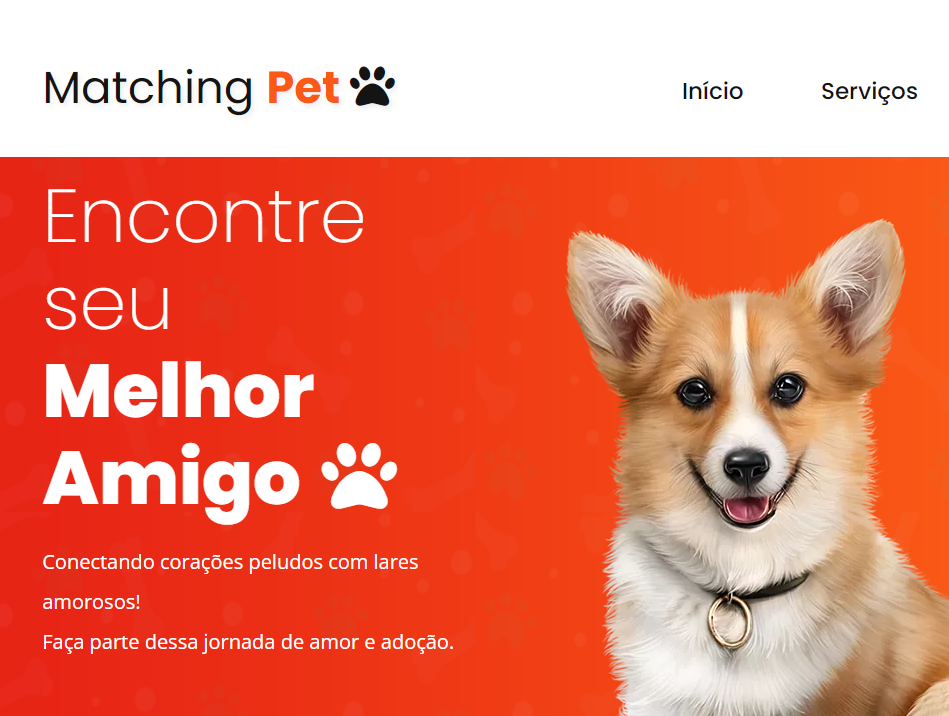 Matching Pet
Início
Serviços
Encontre
seu
Melhor
Amigo
Conectando corações peludos com lares
amorosos!
Faça parte dessa jornada de amor e adoção.